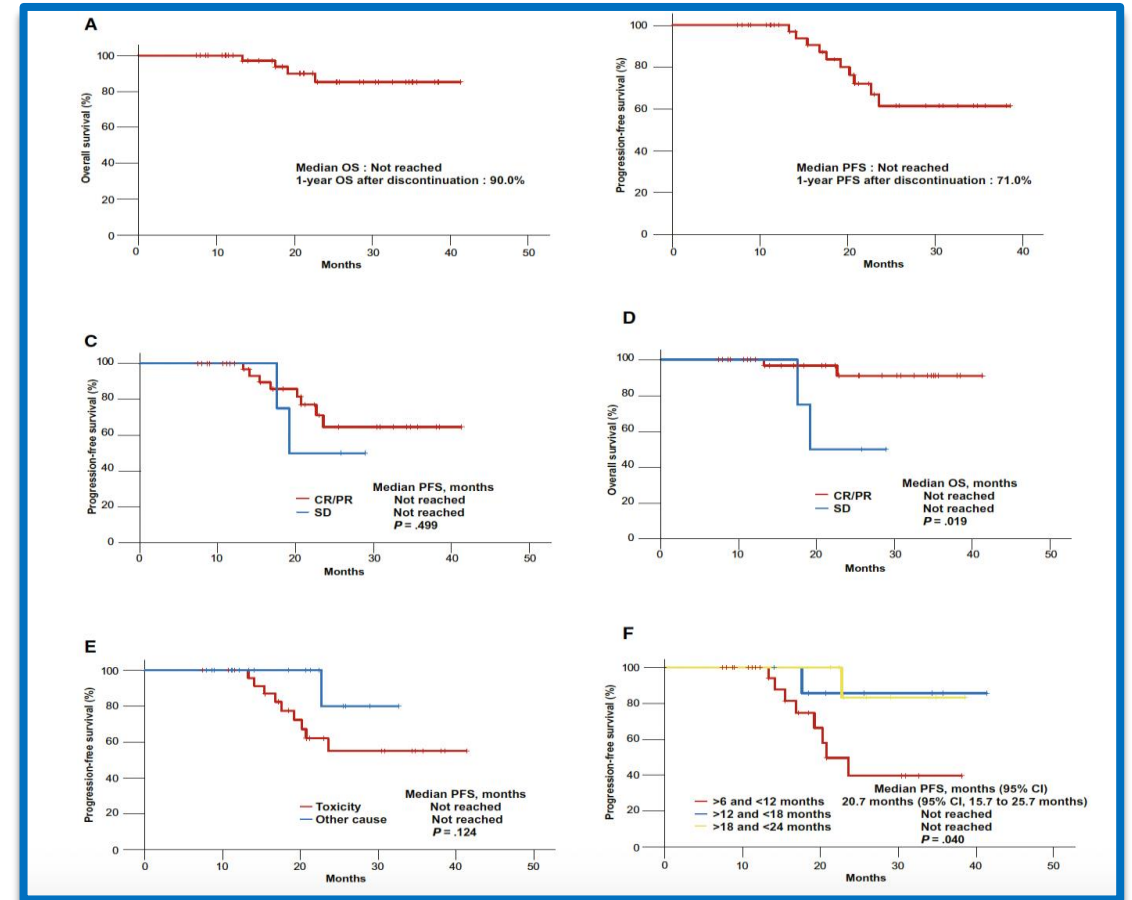 A
Overall survival (%)
100
80
60
40
20
0
Median OS : Not reached
1-year OS after discontinuation : 90.0%
0 10 20 30 40 50
Months
Progression-free survival (%)
100
80
60
40
20
0
Median PFS : Not reached
1-year PFS after discontinuation : 71.0%
0 10 20 30 40
Months
C
Progression-free survival (%)
100
80
60
40
20
0
Median PFS, months
CR/PR Not reached
SD Not reached
P = .499
0 10 20 30 40 50
Months
D
Overall survival (%)
100
80
60
40
20
0
Median OS, months
CR/PR Not reached
SD Not reached
P = .019
0 10 20 30 40 50
Months
E
Progression-free survival (%)
100
80
60
40
20
0
Median PFS, months
Toxicity Not reached
Other cause Not reached
P = .124
0 10 20 30 40 50
Months
F
Progression-free survival (%)
100
80
60
40
20
0
Median PFS, months (95% CI)
>6 and <12 months 20.7 months (95% CI, 15.7 to 25.7 months)
>12 and <18 months Not reached
>18 and <24 months Not reached
P = .040
0 10 20 30 40 50
Months